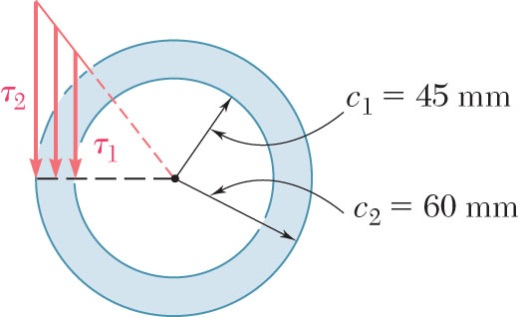 τ₂
τ₁
c₁ = 45 mm
c₂ = 60 mm